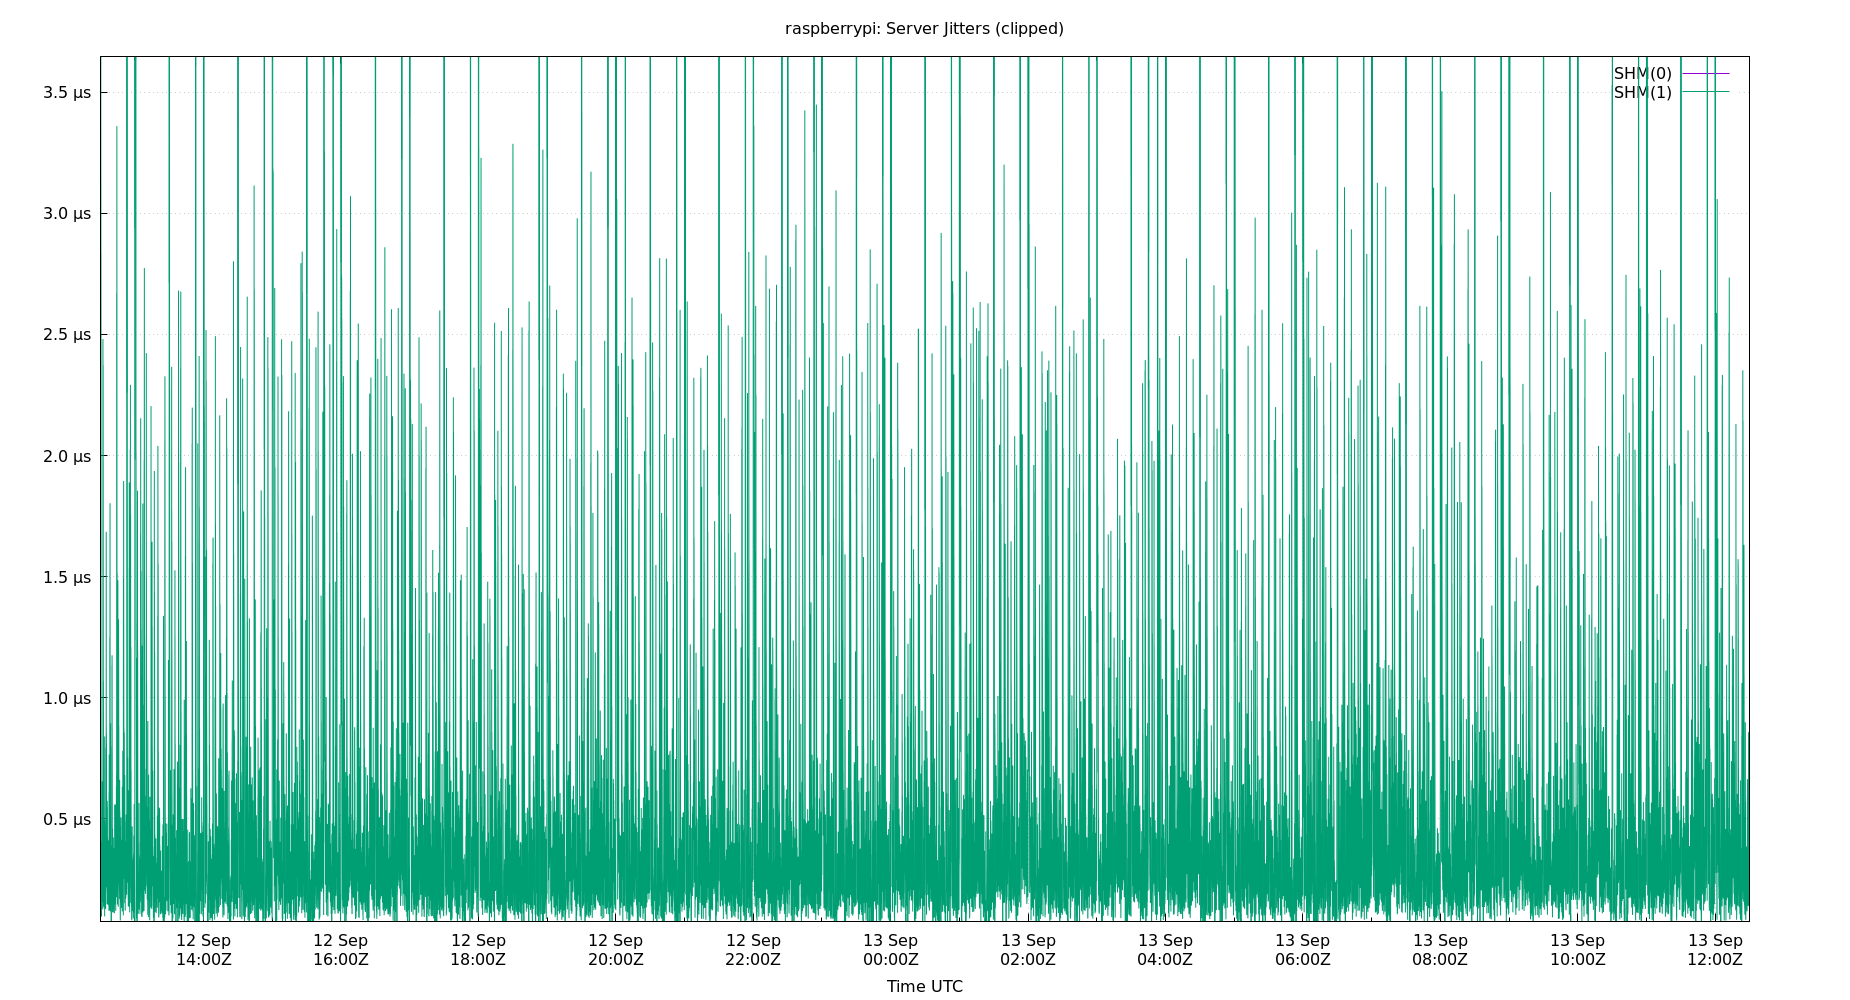 raspberrypi: Server Jitters (clipped)
SHM(0)
SHM(1)
3.5 µs
3.0 µs
2.5 µs
2.0 µs
1.5 µs
1.0 µs
0.5 µs
12 Sep 12 Sep 12 Sep 12 Sep 12 Sep 13 Sep 13 Sep 13 Sep 13 Sep 13 Sep 13 Sep 13 Sep
14:00Z 16:00Z 18:00Z 20:00Z 22:00Z 00:00Z 02:00Z 04:00Z 06:00Z 08:00Z 10:00Z 12:00Z
Time UTC